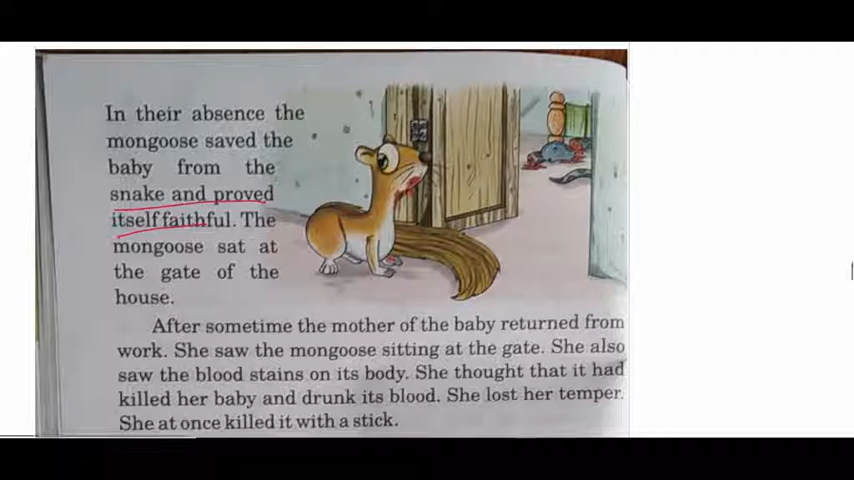 In their absence the
mongoose saved the
baby from the
snake and proved
itself faithful. The
mongoose sat at
the gate of the
house.
After sometime the mother of the baby returned from
work. She saw the mongoose sitting at the gate. She also
saw the blood stains on its body. She thought that it had
killed her baby and drunk its blood. She lost her temper.
She at once killed it with a stick.